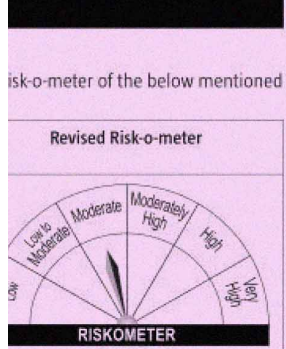 isk-o-meter of the below mentioned
Revised Risk-o-meter
Low
Low to
Moderate
Moderate
Moderately
High
High
Very
High
RISKOMETER